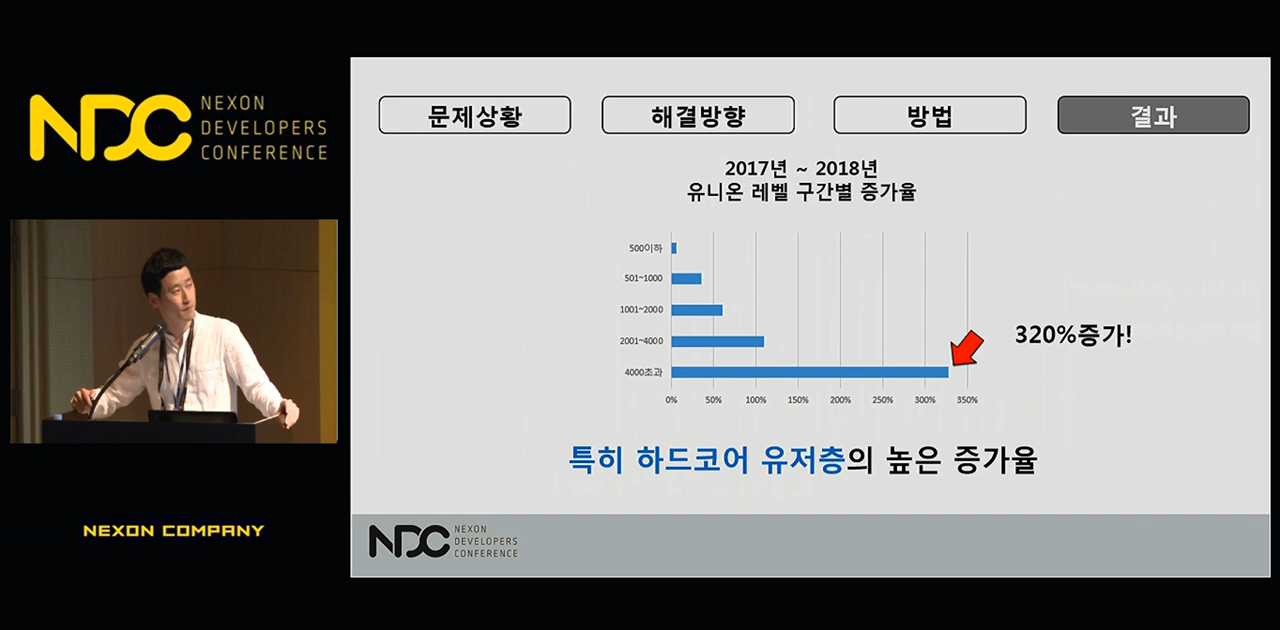 NDC NEXON
DEVELOPERS
CONFERENCE
NEXON COMPANY
문제상황
해결방향
방법
결과
2017년 ~ 2018년
유니온 레벨 구간별 증가율
500이하
501~1000
1001~2000
2001~4000
4000초과
0% 50% 100% 150% 200% 250% 300% 350%
320%증가!
특히 하드코어 유저층의 높은 증가율
NDC NEXON
DEVELOPERS
CONFERENCE